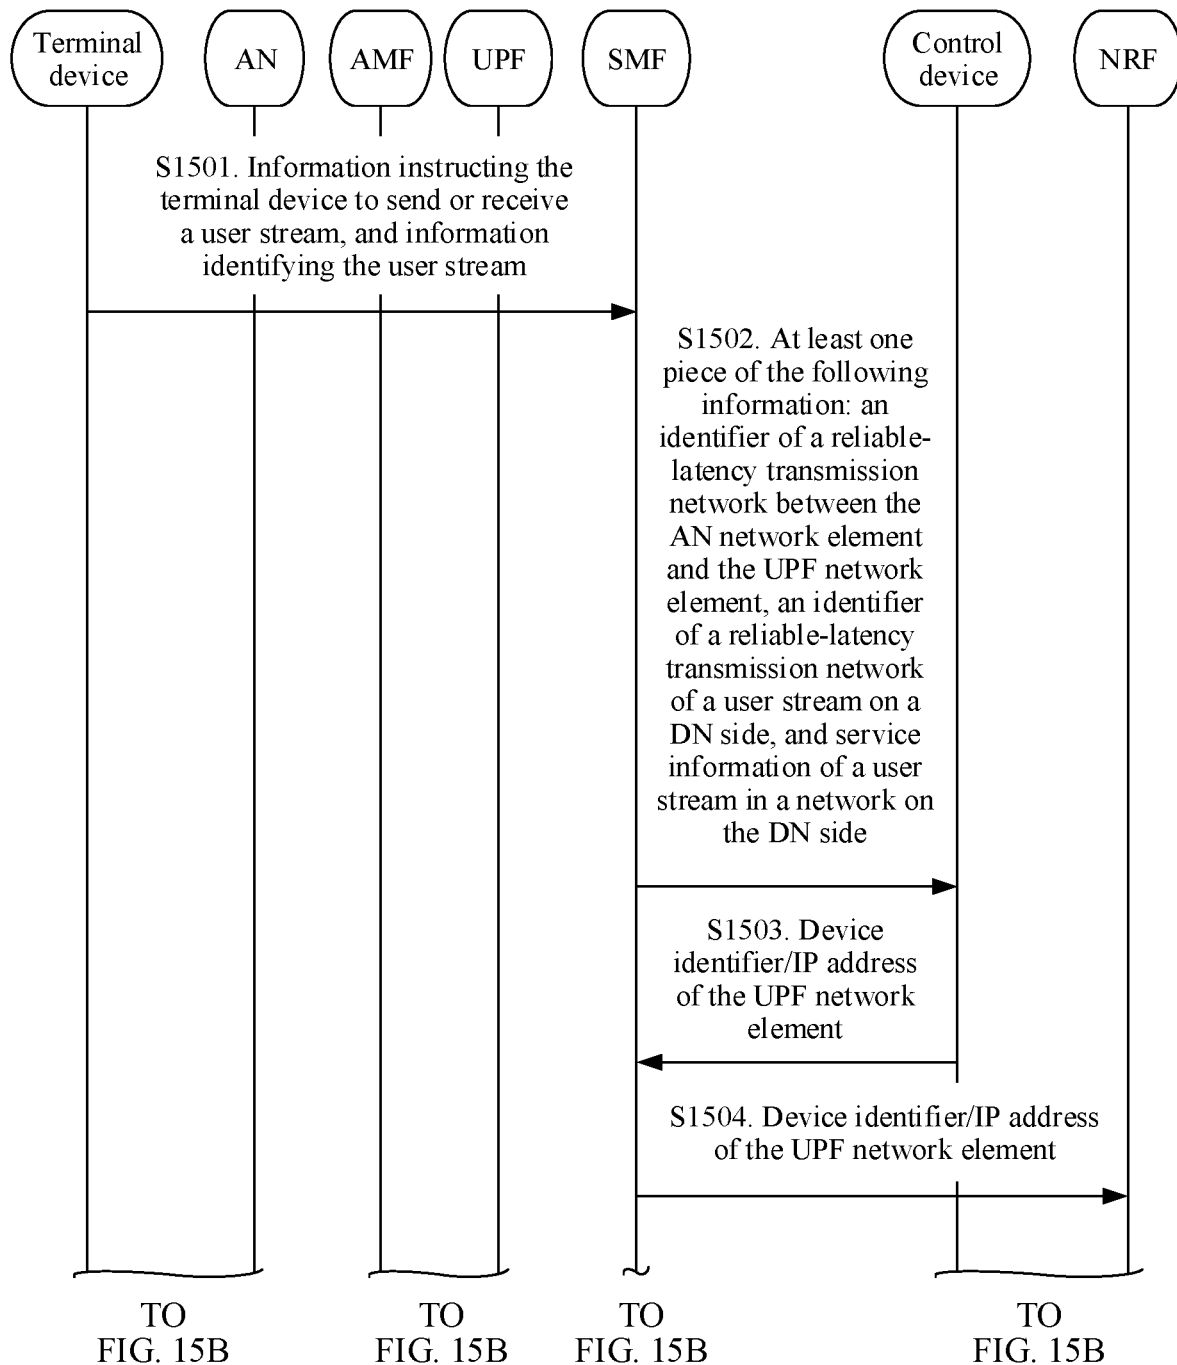 Terminal
device
AN
AMF
UPF
SMF
Control
device
NRF
S1501. Information instructing the
terminal device to send or receive
a user stream, and information
identifying the user stream
S1502. At least one
piece of the following
information: an
identifier of a reliable-
latency transmission
network between the
AN network element
and the UPF network
element, an identifier
of a reliable-latency
transmission network
of a user stream on a
DN side, and service
information of a user
stream in a network on
the DN side
S1503. Device
identifier/IP address
of the UPF network
element
S1504. Device identifier/IP address
of the UPF network element
TO
FIG. 15B
TO
FIG. 15B
TO
FIG. 15B
TO
FIG. 15B